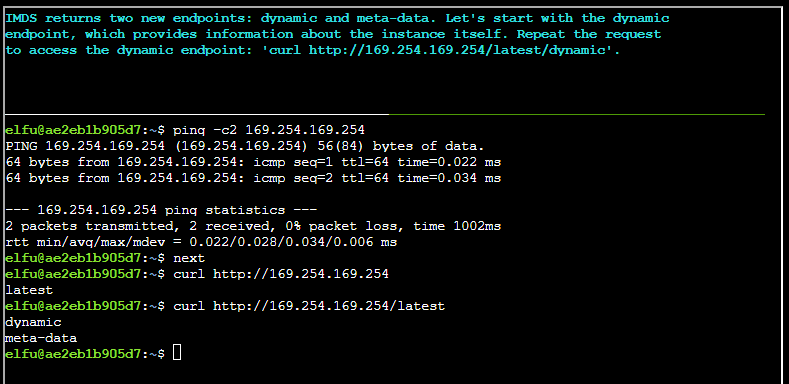 IMDS returns two new endpoints: dynamic and meta-data. Let's start with the dynamic
endpoint, which provides information about the instance itself. Repeat the request
to access the dynamic endpoint: 'curl http://169.254.169.254/latest/dynamic'.
elfu@ae2eb1b905d7:~$ ping -c2 169.254.169.254
PING 169.254.169.254 (169.254.169.254) 56(84) bytes of data.
64 bytes from 169.254.169.254: icmp_seq=1 ttl=64 time=0.022 ms
64 bytes from 169.254.169.254: icmp_seq=2 ttl=64 time=0.034 ms
--- 169.254.169.254 ping statistics ---
2 packets transmitted, 2 received, 0% packet loss, time 1002ms
rtt min/avg/max/mdev = 0.022/0.028/0.034/0.006 ms
elfu@ae2eb1b905d7:~$ next
elfu@ae2eb1b905d7:~$ curl http://169.254.169.254
latest
elfu@ae2eb1b905d7:~$ curl http://169.254.169.254/latest
dynamic
meta-data
elfu@ae2eb1b905d7:~$